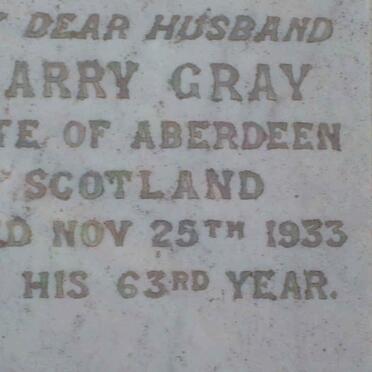 DEAR HUSBAND
ARRY GRAY
TE OF ABERDEEN
SCOTLAND
D NOV 25TH 1933
HIS 63RD YEAR.